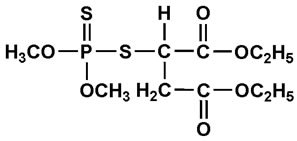 S H O
H₃CO P S C C OC₂H₅
OCH₃ H₂C C OC₂H₅
O